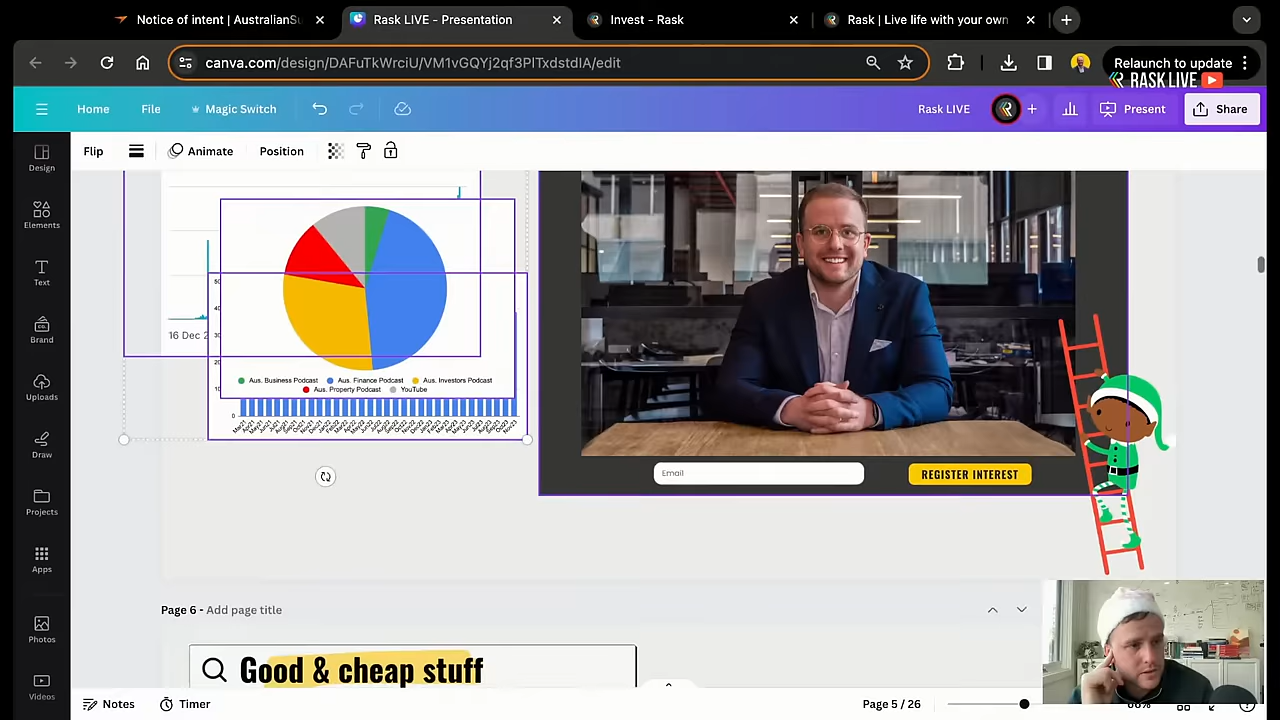 Notice of intent | AustralianSu
Rask LIVE - Presentation
Invest - Rask
Rask | Live life with your own
canva.com/design/DAFuTkWrciU/VM1vGQYj2qf3PlTxdstdIA/edit
Relaunch to update
RASK LIVE
Home
File
Magic Switch
Rask LIVE
Present
Share
Flip
Animate
Position
Design
Elements
Text
Brand
Uploads
Draw
Projects
Apps
Photos
Videos
16 Dec 2
Aus. Business Podcast
Aus. Finance Podcast
Aus. Investors Podcast
Aus. Property Podcast
YouTube
0
Email
REGISTER INTEREST
Page 6 - Add page title
Good & cheap stuff
Notes
Timer
Page 5 / 26